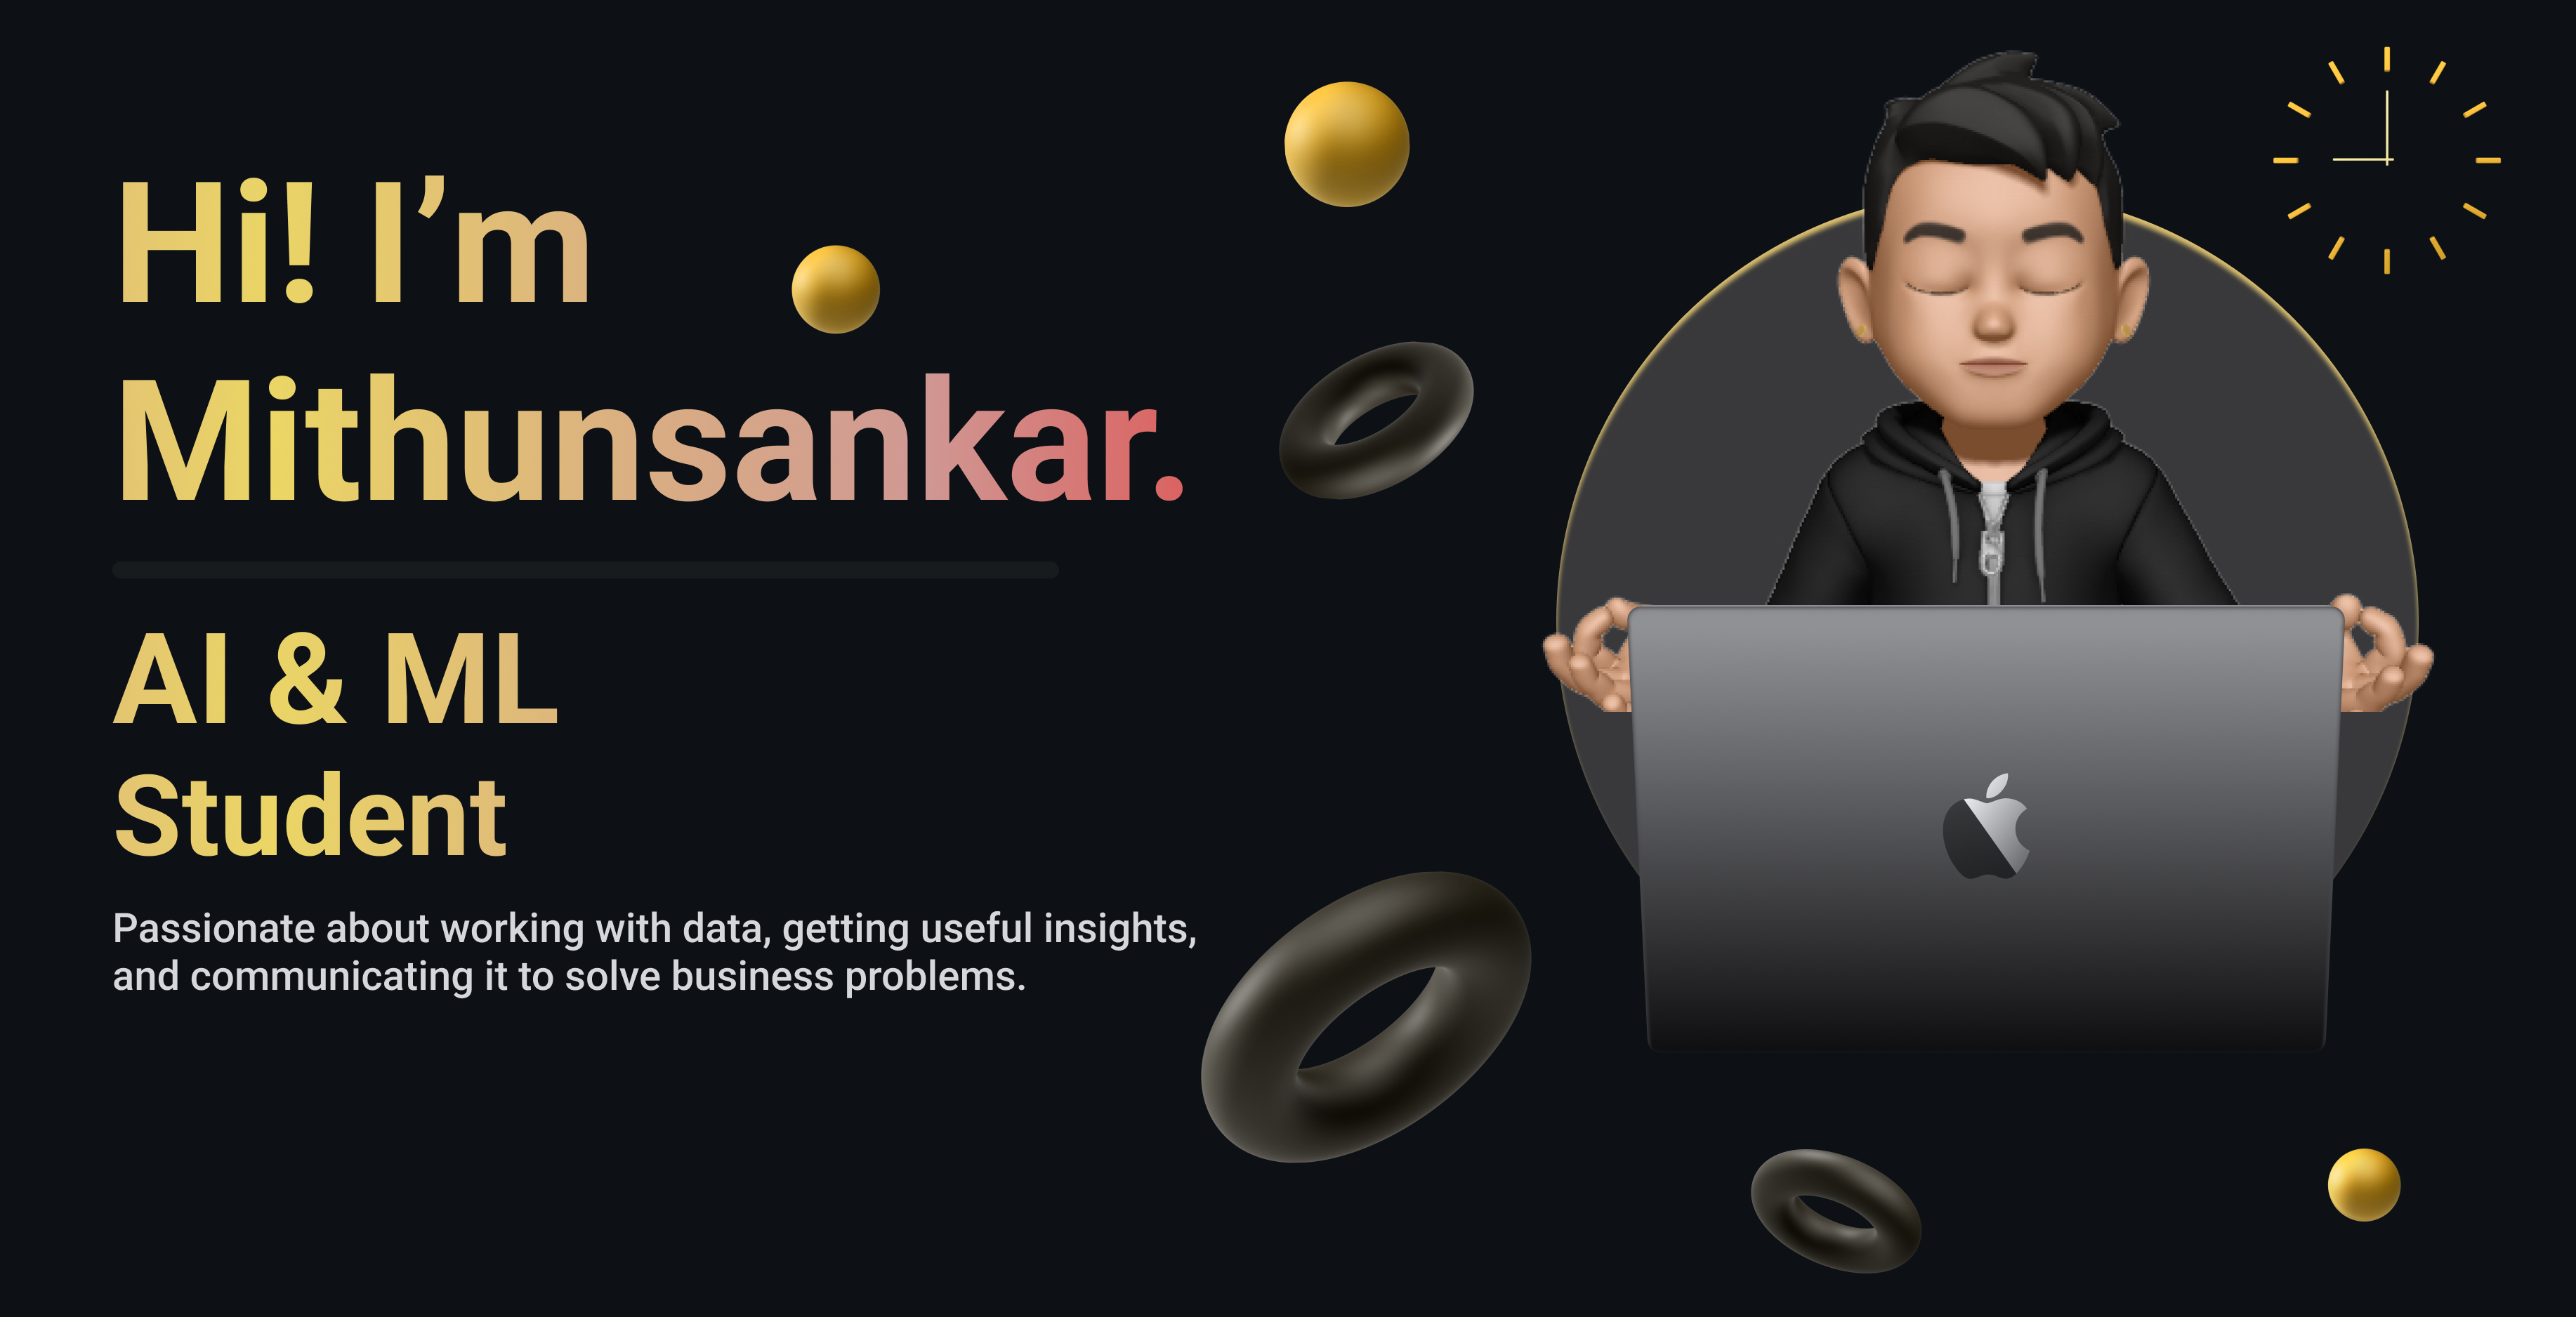 Hi! I’m
Mithunsankar.
AI & ML
Student
Passionate about working with data, getting useful insights,
and communicating it to solve business problems.